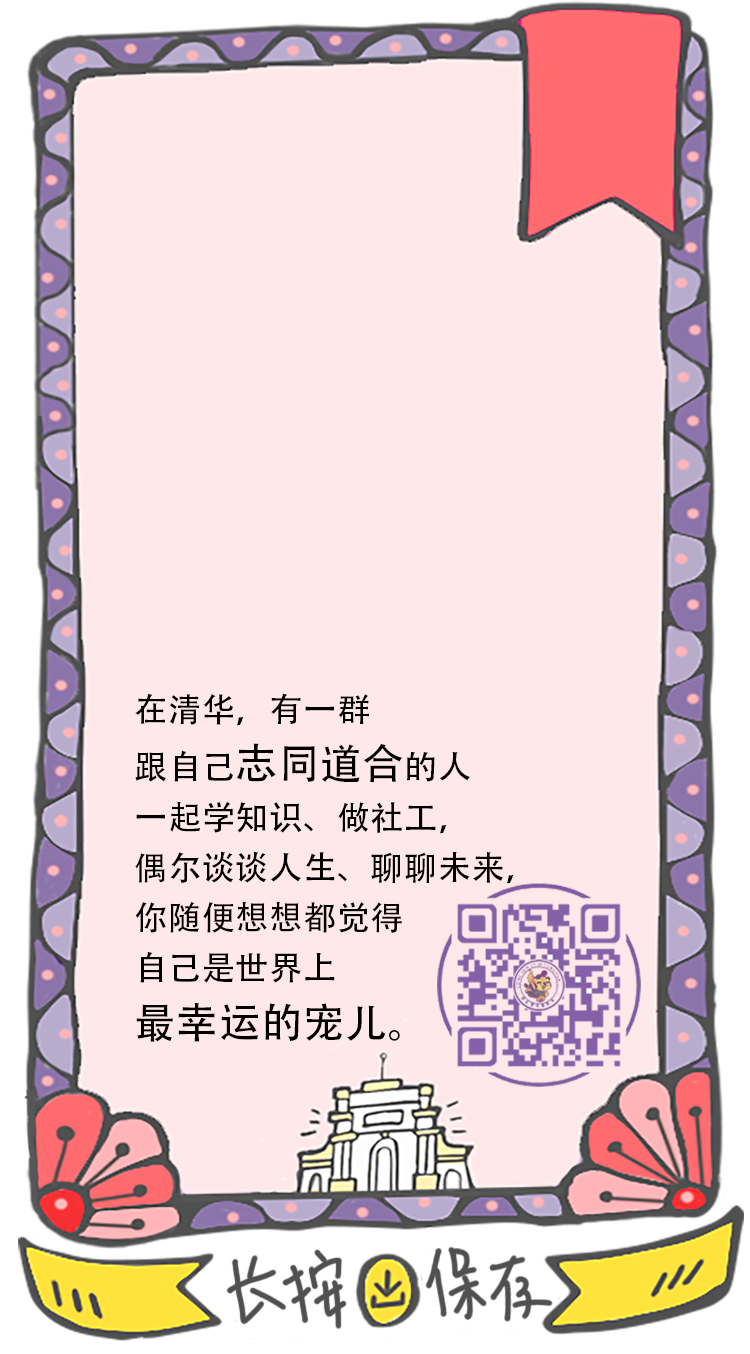 在清华，有一群
跟自己志同道合的人
一起学知识、做社工，
偶尔谈谈人生、聊聊未来，
你随便想想都觉得
自己是世界上
最幸运的宠儿。
长按保存